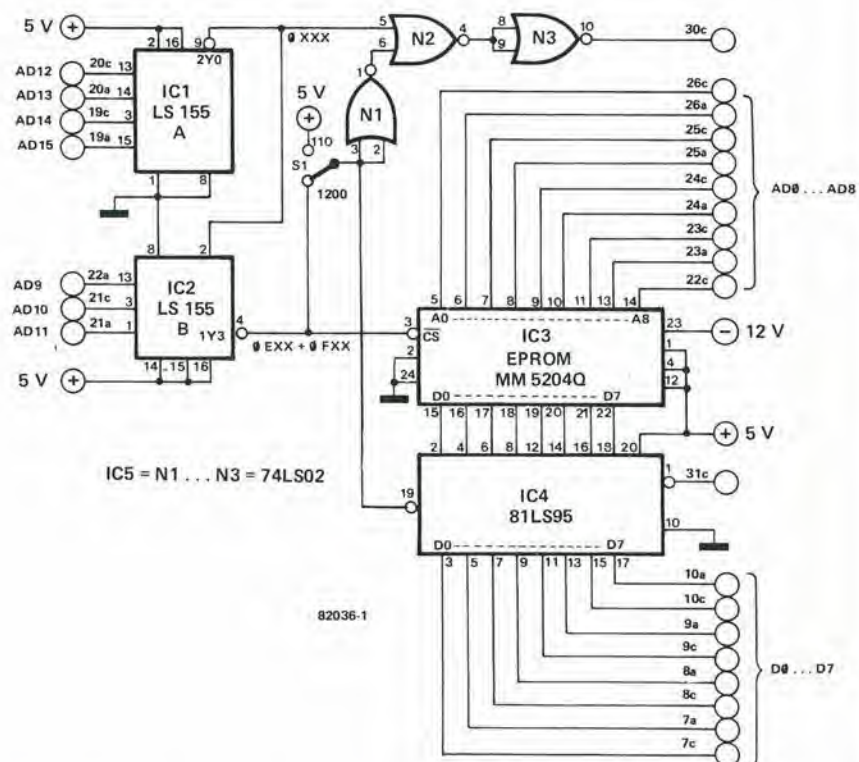 5 V +
2 16
9
2Y0
Ø XXX
5
6
N2
4
8
9
N3
10
30c
AD12 20c 13
AD13 20a 14
AD14 19c 3
AD15 19a 15
IC1
LS 155
A
1 8
5 V
+
110
S1
1200
1
N1
3 2
26c
26a
25c
25a
24c
24a
23c
23a
22c
ADØ ... AD8
8 2
AD9 22a 13
AD10 21c 3
AD11 21a 1
IC2
LS 155
B
1Y3
4
Ø EXX + Ø FXX
14 15 16
5 V +
5 6 7 8 9 10 11 13 14
A0 A8
3
CS
2
24
IC3
EPROM
MM 5204Q
23
− 12 V
1
4
12
D0 D7
15 16 17 18 19 20 21 22
+ 5 V
2 4 6 8 12 14 16 18 20
19
IC4
81LS95
1
31c
10
D0 D7
3 5 7 9 11 13 15 17
IC5 = N1 ... N3 = 74LS02
82036-1
10a
10c
9a
9c
8a
8c
7a
7c
DØ ... D7